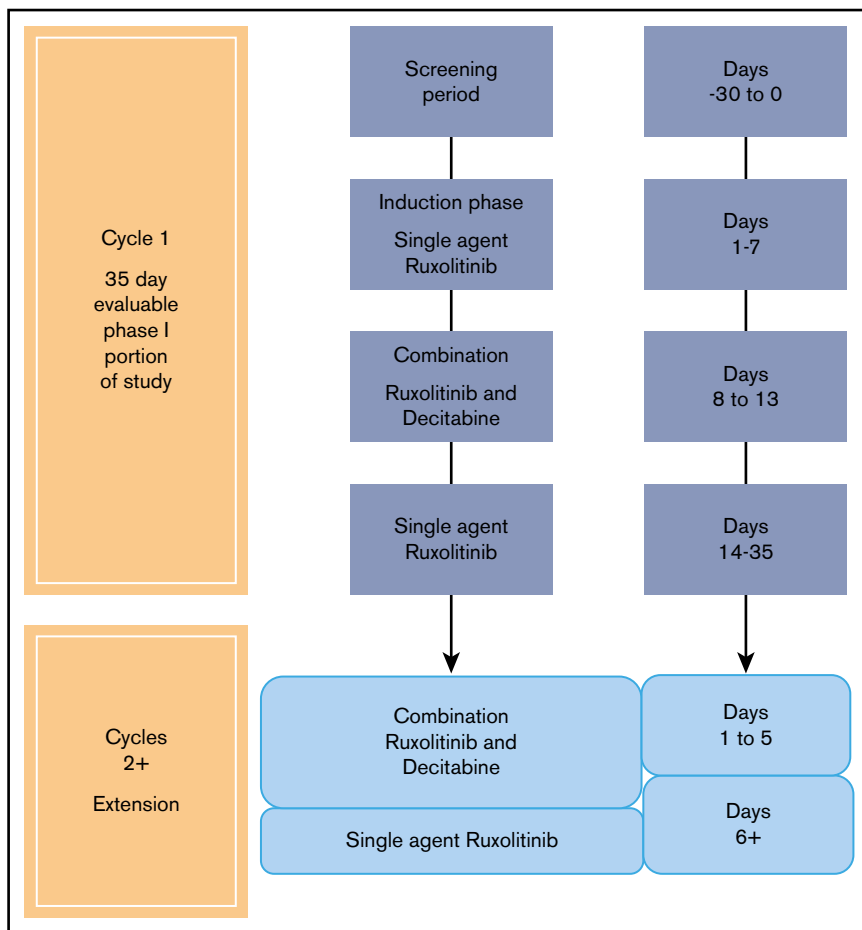 Cycle 1
35 day
evaluable
phase I
portion
of study
Screening
period
Days
-30 to 0
Induction phase
Single agent
Ruxolitinib
Days
1-7
Combination
Ruxolitinib and
Decitabine
Days
8 to 13
Single agent
Ruxolitinib
Days
14-35
Cycles
2+
Extension
Combination
Ruxolitinib and
Decitabine
Days
1 to 5
Single agent Ruxolitinib
Days
6+